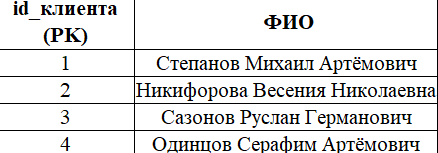 id_клиента ФИО
(PK)
1 Степанов Михаил Артёмович
2 Никифорова Весения Николаевна
3 Сазонов Руслан Германович
4 Одинцов Серафим Артёмович